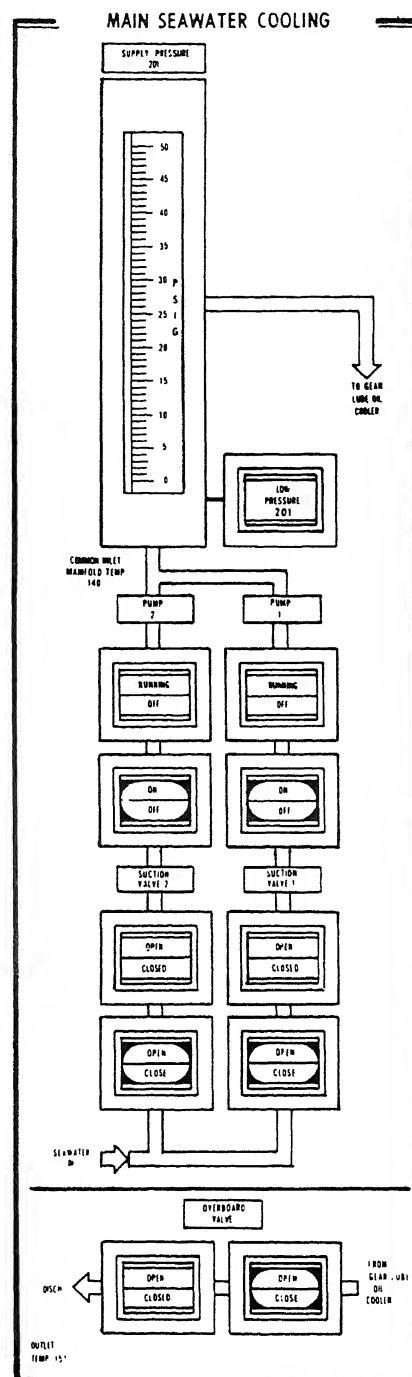 MAIN SEAWATER COOLING
SUPPLY PRESSURE
201
50
45
40
35
30
25
20
15
10
5
0
PSIG
TO GEAR
LUBE OIL
COOLER
LOW
PRESSURE
201
COMMON INLET
MANIFOLD TEMP
140
PUMP
2
PUMP
1
RUNNING
OFF
RUNNING
OFF
ON
OFF
ON
OFF
SUCTION
VALVE 2
SUCTION
VALVE 1
OPEN
CLOSED
OPEN
CLOSED
OPEN
CLOSE
OPEN
CLOSE
SEAWATER
IN
OVERBOARD
VALVE
DISCH
OPEN
CLOSED
OPEN
CLOSE
FROM
GEAR LUBE
OIL
COOLER
OUTLET
TEMP